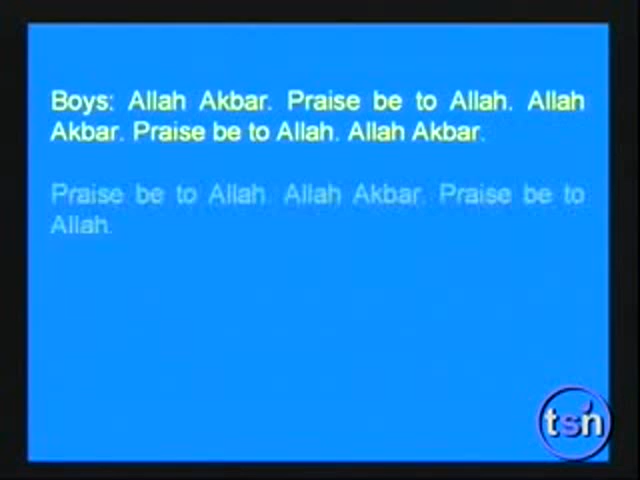 Boys: Allah Akbar. Praise be to Allah. Allah
Akbar. Praise be to Allah. Allah Akbar.
Praise be to Allah. Allah Akbar. Praise be to
Allah.
tsn